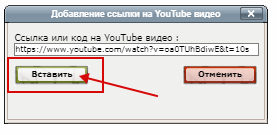 Добавление ссылки на YouTube видео
Ссылка или код на YouTube видео :
https://www.youtube.com/watch?v=oa0TUhBdiwE&t=10s
Вставить Отменить